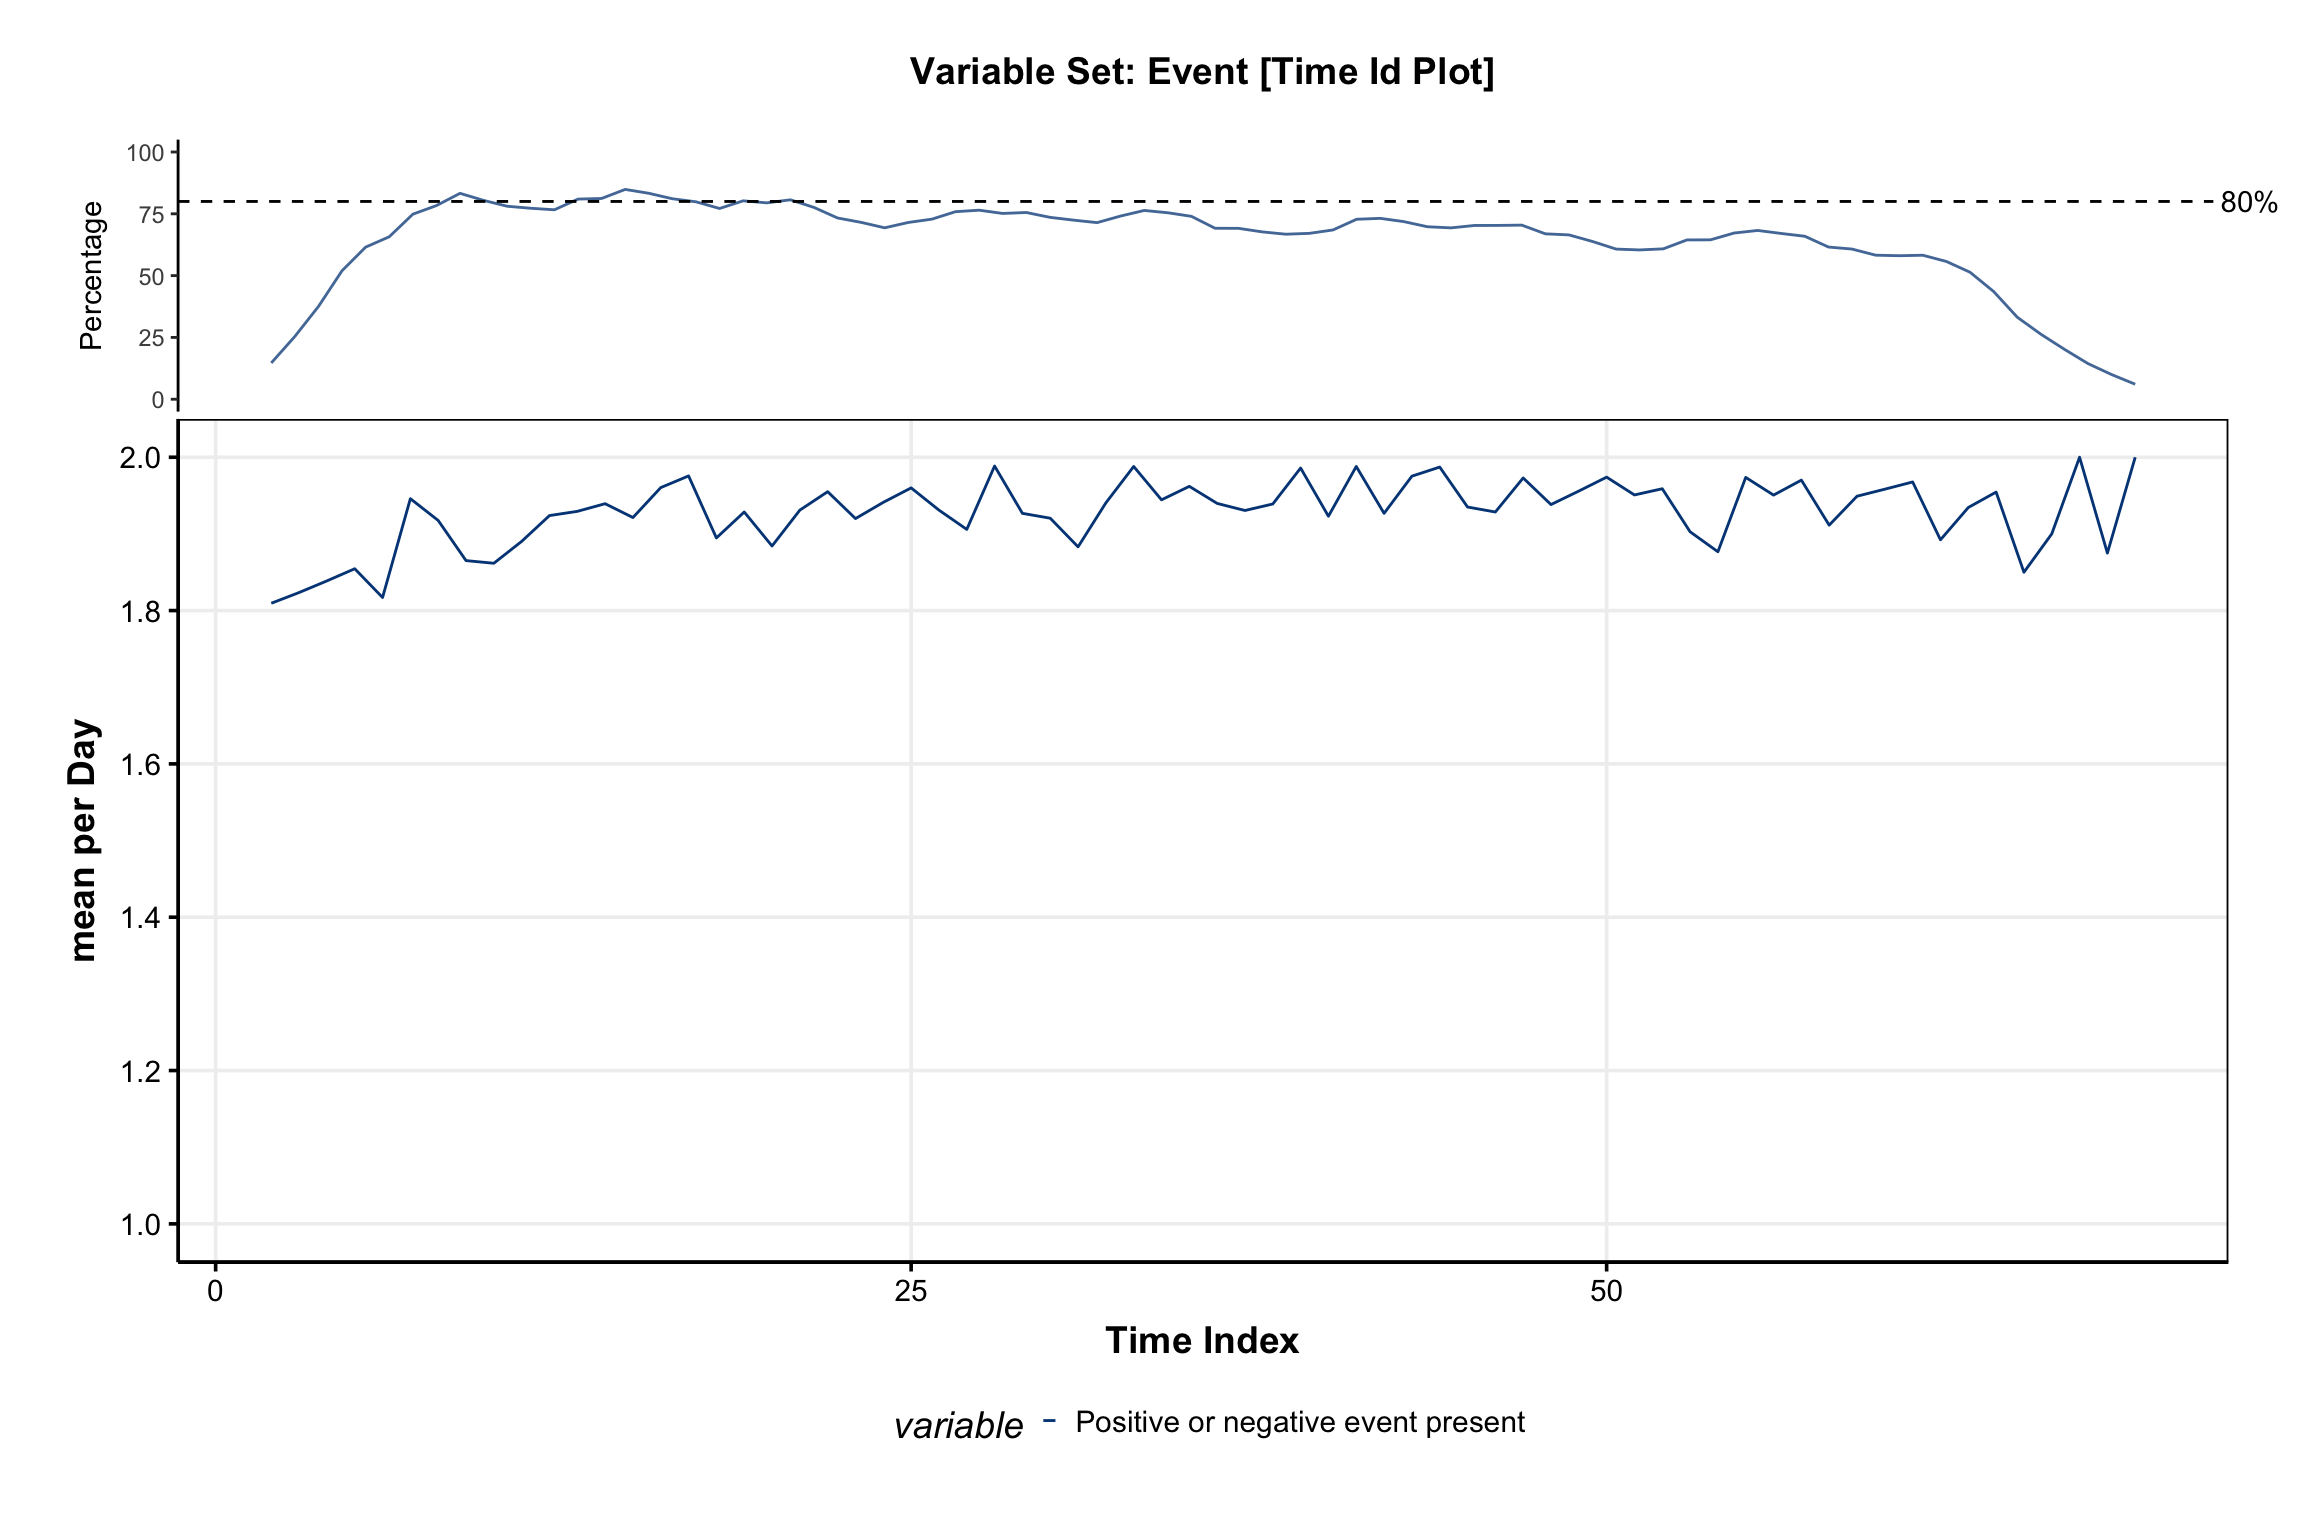 Variable Set: Event [Time Id Plot]
100
75
50
25
0
Percentage
80%
2.0
1.8
1.6
1.4
1.2
1.0
mean per Day
0 25 50
Time Index
variable Positive or negative event present